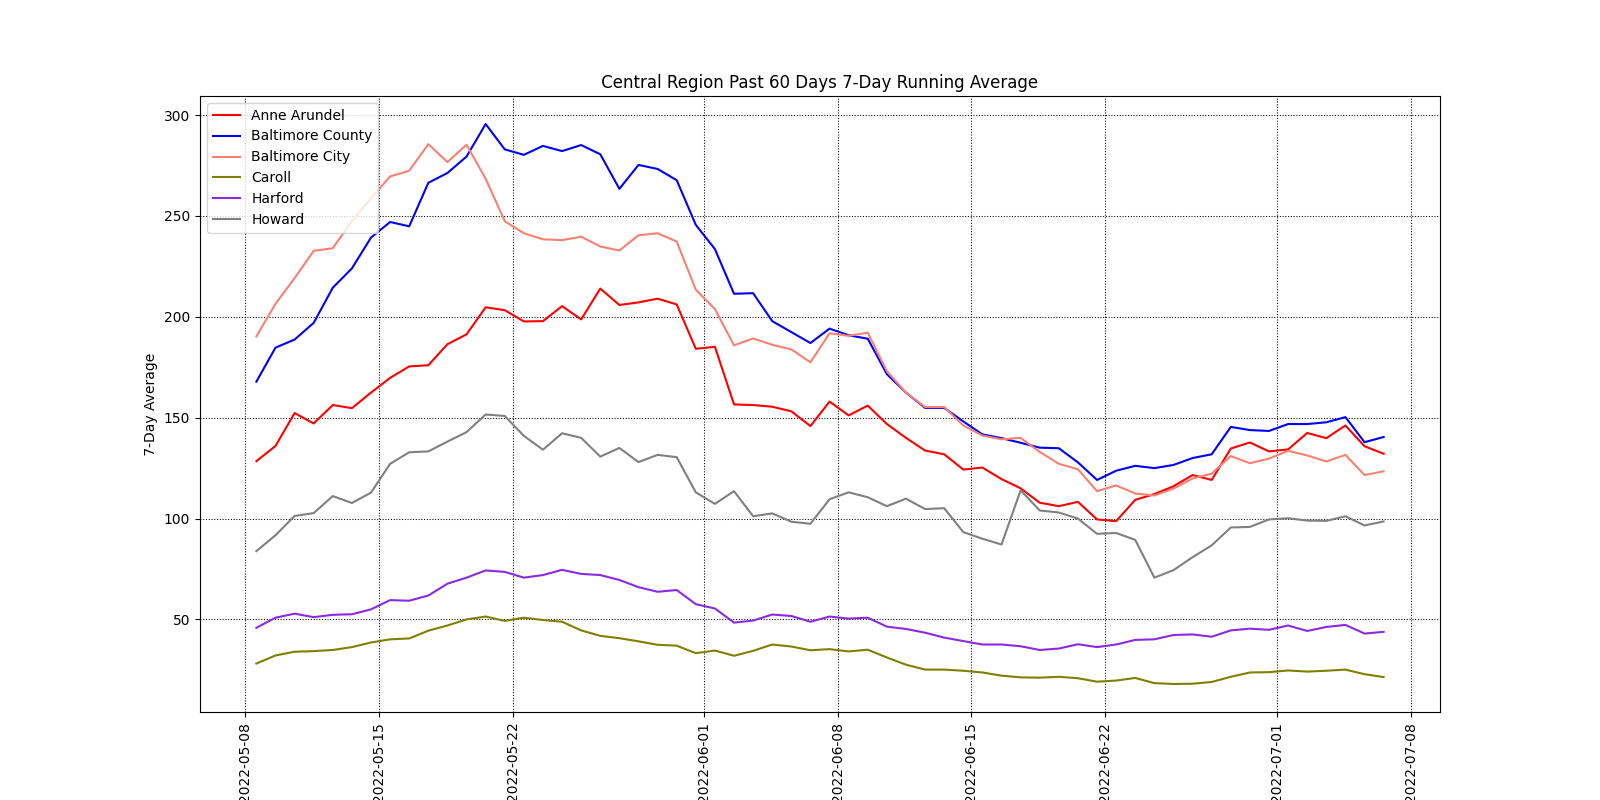 Central Region Past 60 Days 7-Day Running Average
300
250
200
150
100
50
7-Day Average
Anne Arundel
Baltimore County
Baltimore City
Caroll
Harford
Howard
2022-05-08
2022-05-15
2022-05-22
2022-06-01
2022-06-08
2022-06-15
2022-06-22
2022-07-01
2022-07-08